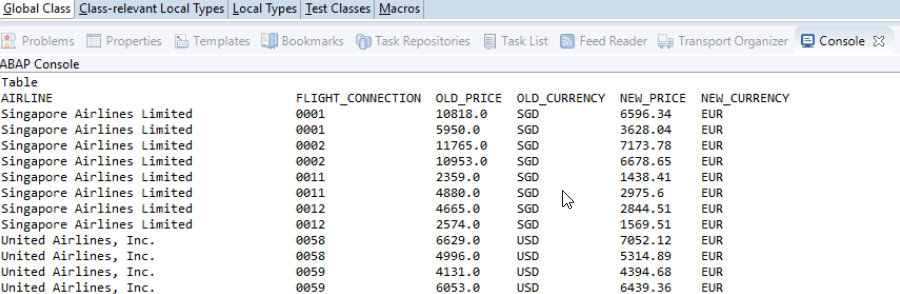 Global Class Class-relevant Local Types Local Types Test Classes Macros
Problems Properties Templates Bookmarks Task Repositories Task List Feed Reader Transport Organizer Console
ABAP Console
Table
AIRLINE FLIGHT_CONNECTION OLD_PRICE OLD_CURRENCY NEW_PRICE NEW_CURRENCY
Singapore Airlines Limited 0001 10818.0 SGD 6596.34 EUR
Singapore Airlines Limited 0001 5950.0 SGD 3628.04 EUR
Singapore Airlines Limited 0002 11765.0 SGD 7173.78 EUR
Singapore Airlines Limited 0002 10953.0 SGD 6678.65 EUR
Singapore Airlines Limited 0011 2359.0 SGD 1438.41 EUR
Singapore Airlines Limited 0011 4880.0 SGD 2975.6 EUR
Singapore Airlines Limited 0012 4665.0 SGD 2844.51 EUR
Singapore Airlines Limited 0012 2574.0 SGD 1569.51 EUR
United Airlines, Inc. 0058 6629.0 USD 7052.12 EUR
United Airlines, Inc. 0058 4996.0 USD 5314.89 EUR
United Airlines, Inc. 0059 4131.0 USD 4394.68 EUR
United Airlines, Inc. 0059 6053.0 USD 6439.36 EUR